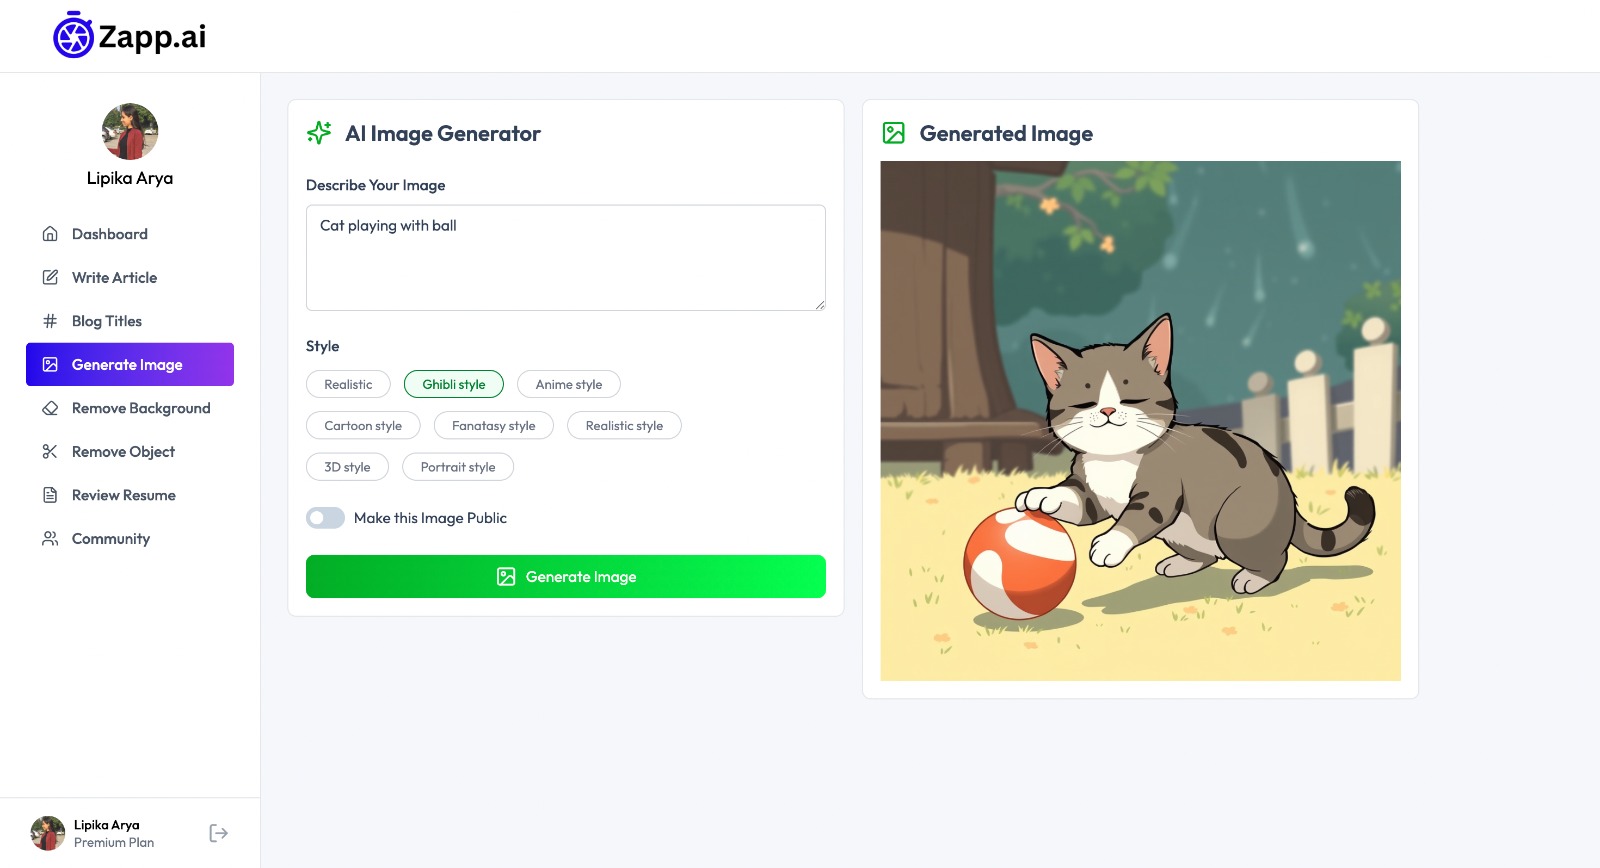 Zapp.ai
Lipika Arya
Dashboard
Write Article
Blog Titles
Generate Image
Remove Background
Remove Object
Review Resume
Community
Lipika Arya
Premium Plan
AI Image Generator
Describe Your Image
Cat playing with ball
Style
Realistic Ghibli style Anime style
Cartoon style Fanatasy style Realistic style
3D style Portrait style
Make this Image Public
Generate Image
Generated Image